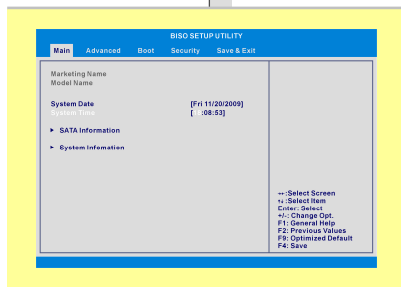 BISO SETUP UTILITY
Main Advanced Boot Security Save & Exit
Marketing Name
Model Name
System Date [Fri 11/20/2009]
System Time [ :08:53]
SATA Information
System Infomation
↔:Select Screen
↑↓:Select Item
Enter: Select
+/-: Change Opt.
F1: General Help
F2: Previous Values
F9: Optimized Default
F4: Save